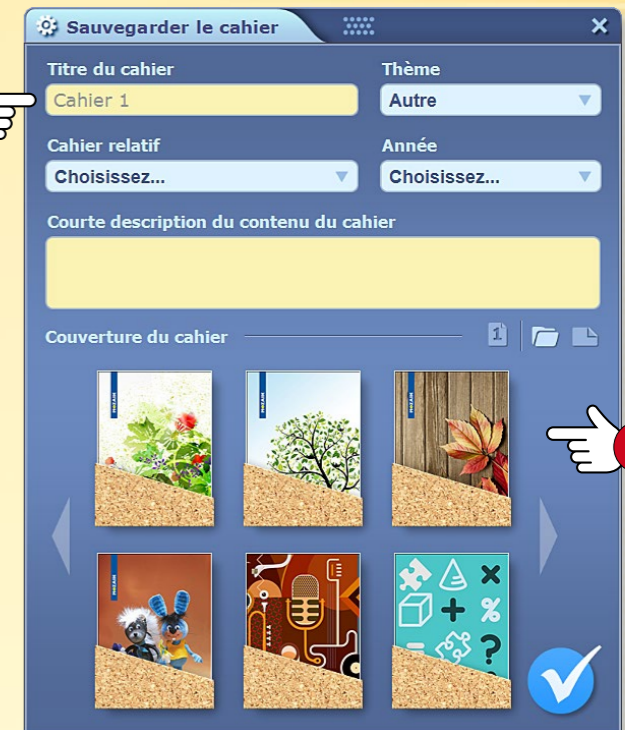 Sauvegarder le cahier
Titre du cahier
Thème
Cahier 1
Autre
Cahier relatif
Année
Choisissez...
Choisissez...
Courte description du contenu du cahier
Couverture du cahier
1